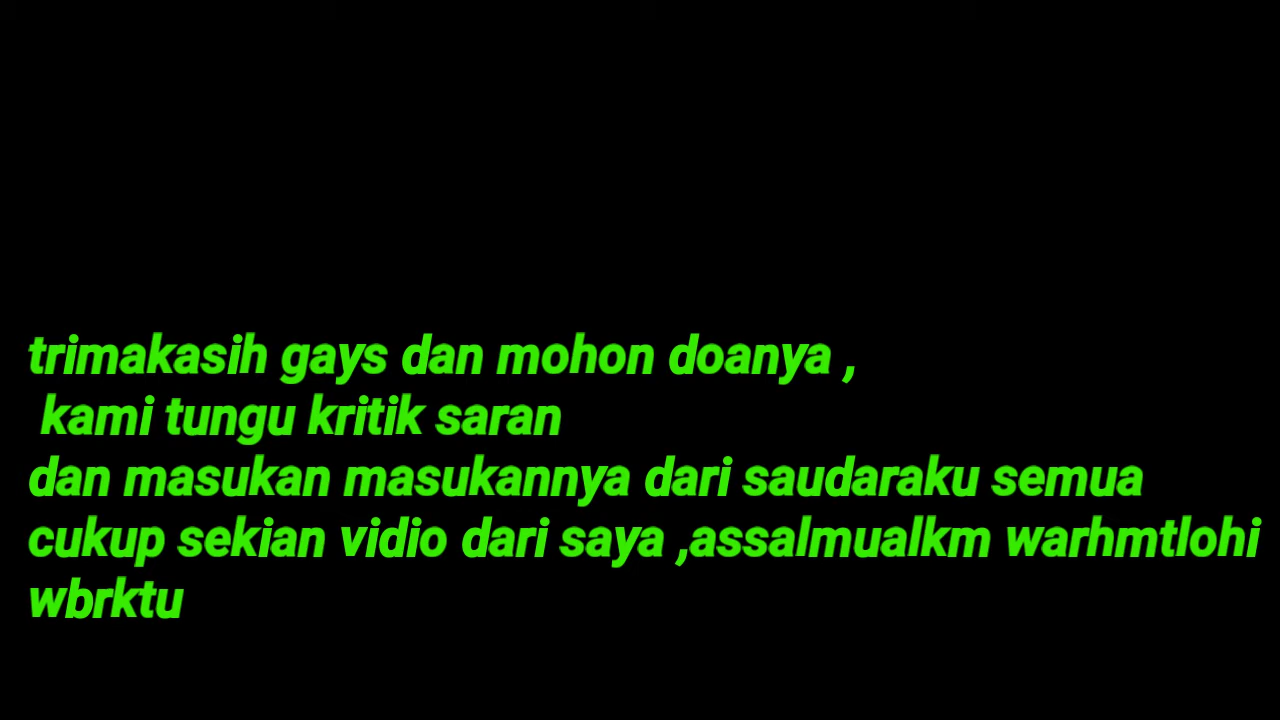 trimakasih gays dan mohon doanya ,
kami tungu kritik saran
dan masukan masukannya dari saudaraku semua
cukup sekian vidio dari saya ,assalmualkm warhmtlohi
wbrktu